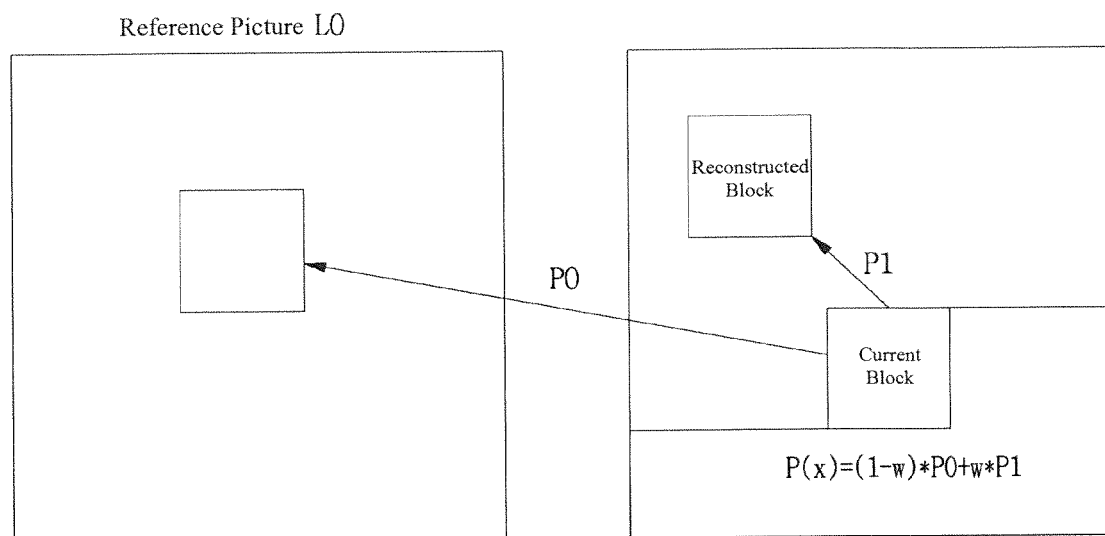 Reference Picture L0
Reconstructed
Block
P0
P1
Current
Block
P(x)=(1-w)*P0+w*P1